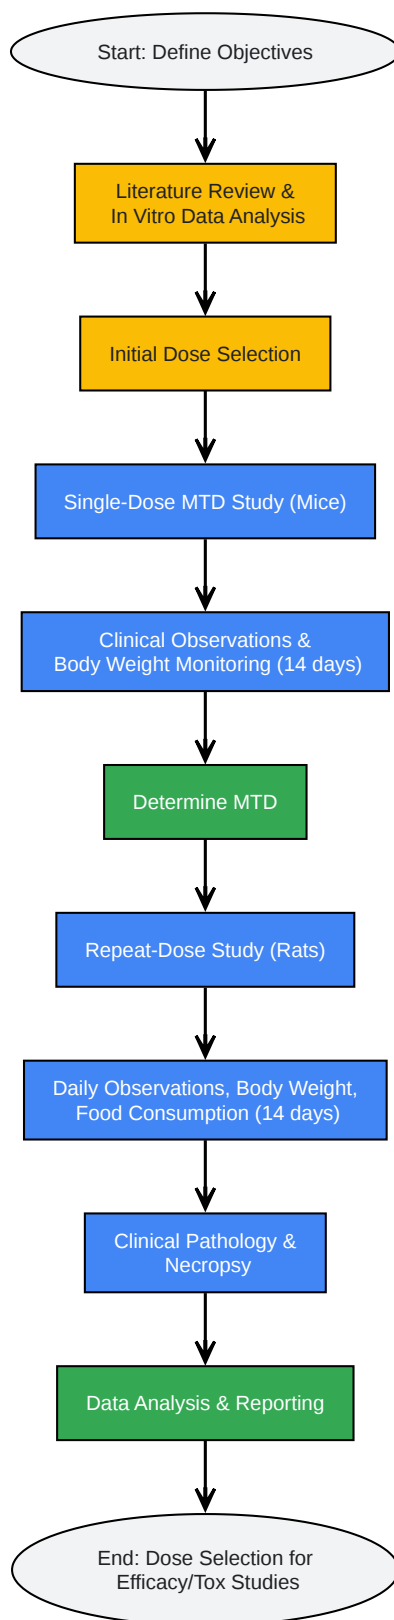 Start: Define Objectives
Literature Review &
In Vitro Data Analysis
Initial Dose Selection
Single-Dose MTD Study (Mice)
Clinical Observations &
Body Weight Monitoring (14 days)
Determine MTD
Repeat-Dose Study (Rats)
Daily Observations, Body Weight,
Food Consumption (14 days)
Clinical Pathology &
Necropsy
Data Analysis & Reporting
End: Dose Selection for
Efficacy/Tox Studies